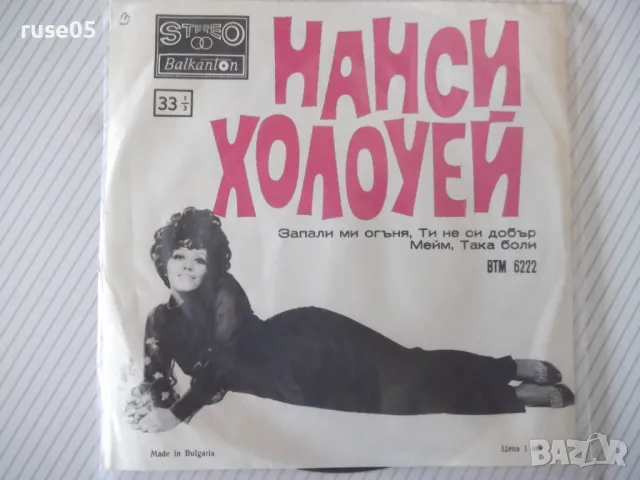 ruse05
STEREO
Balkanton
33 1/3
НАНСИ
ХОЛОУЕЙ
Запали ми огъня, Ти не си добър
Мейм, Така боли
ВТМ 6222
Made in Bulgaria
Цена 1
BAZAR